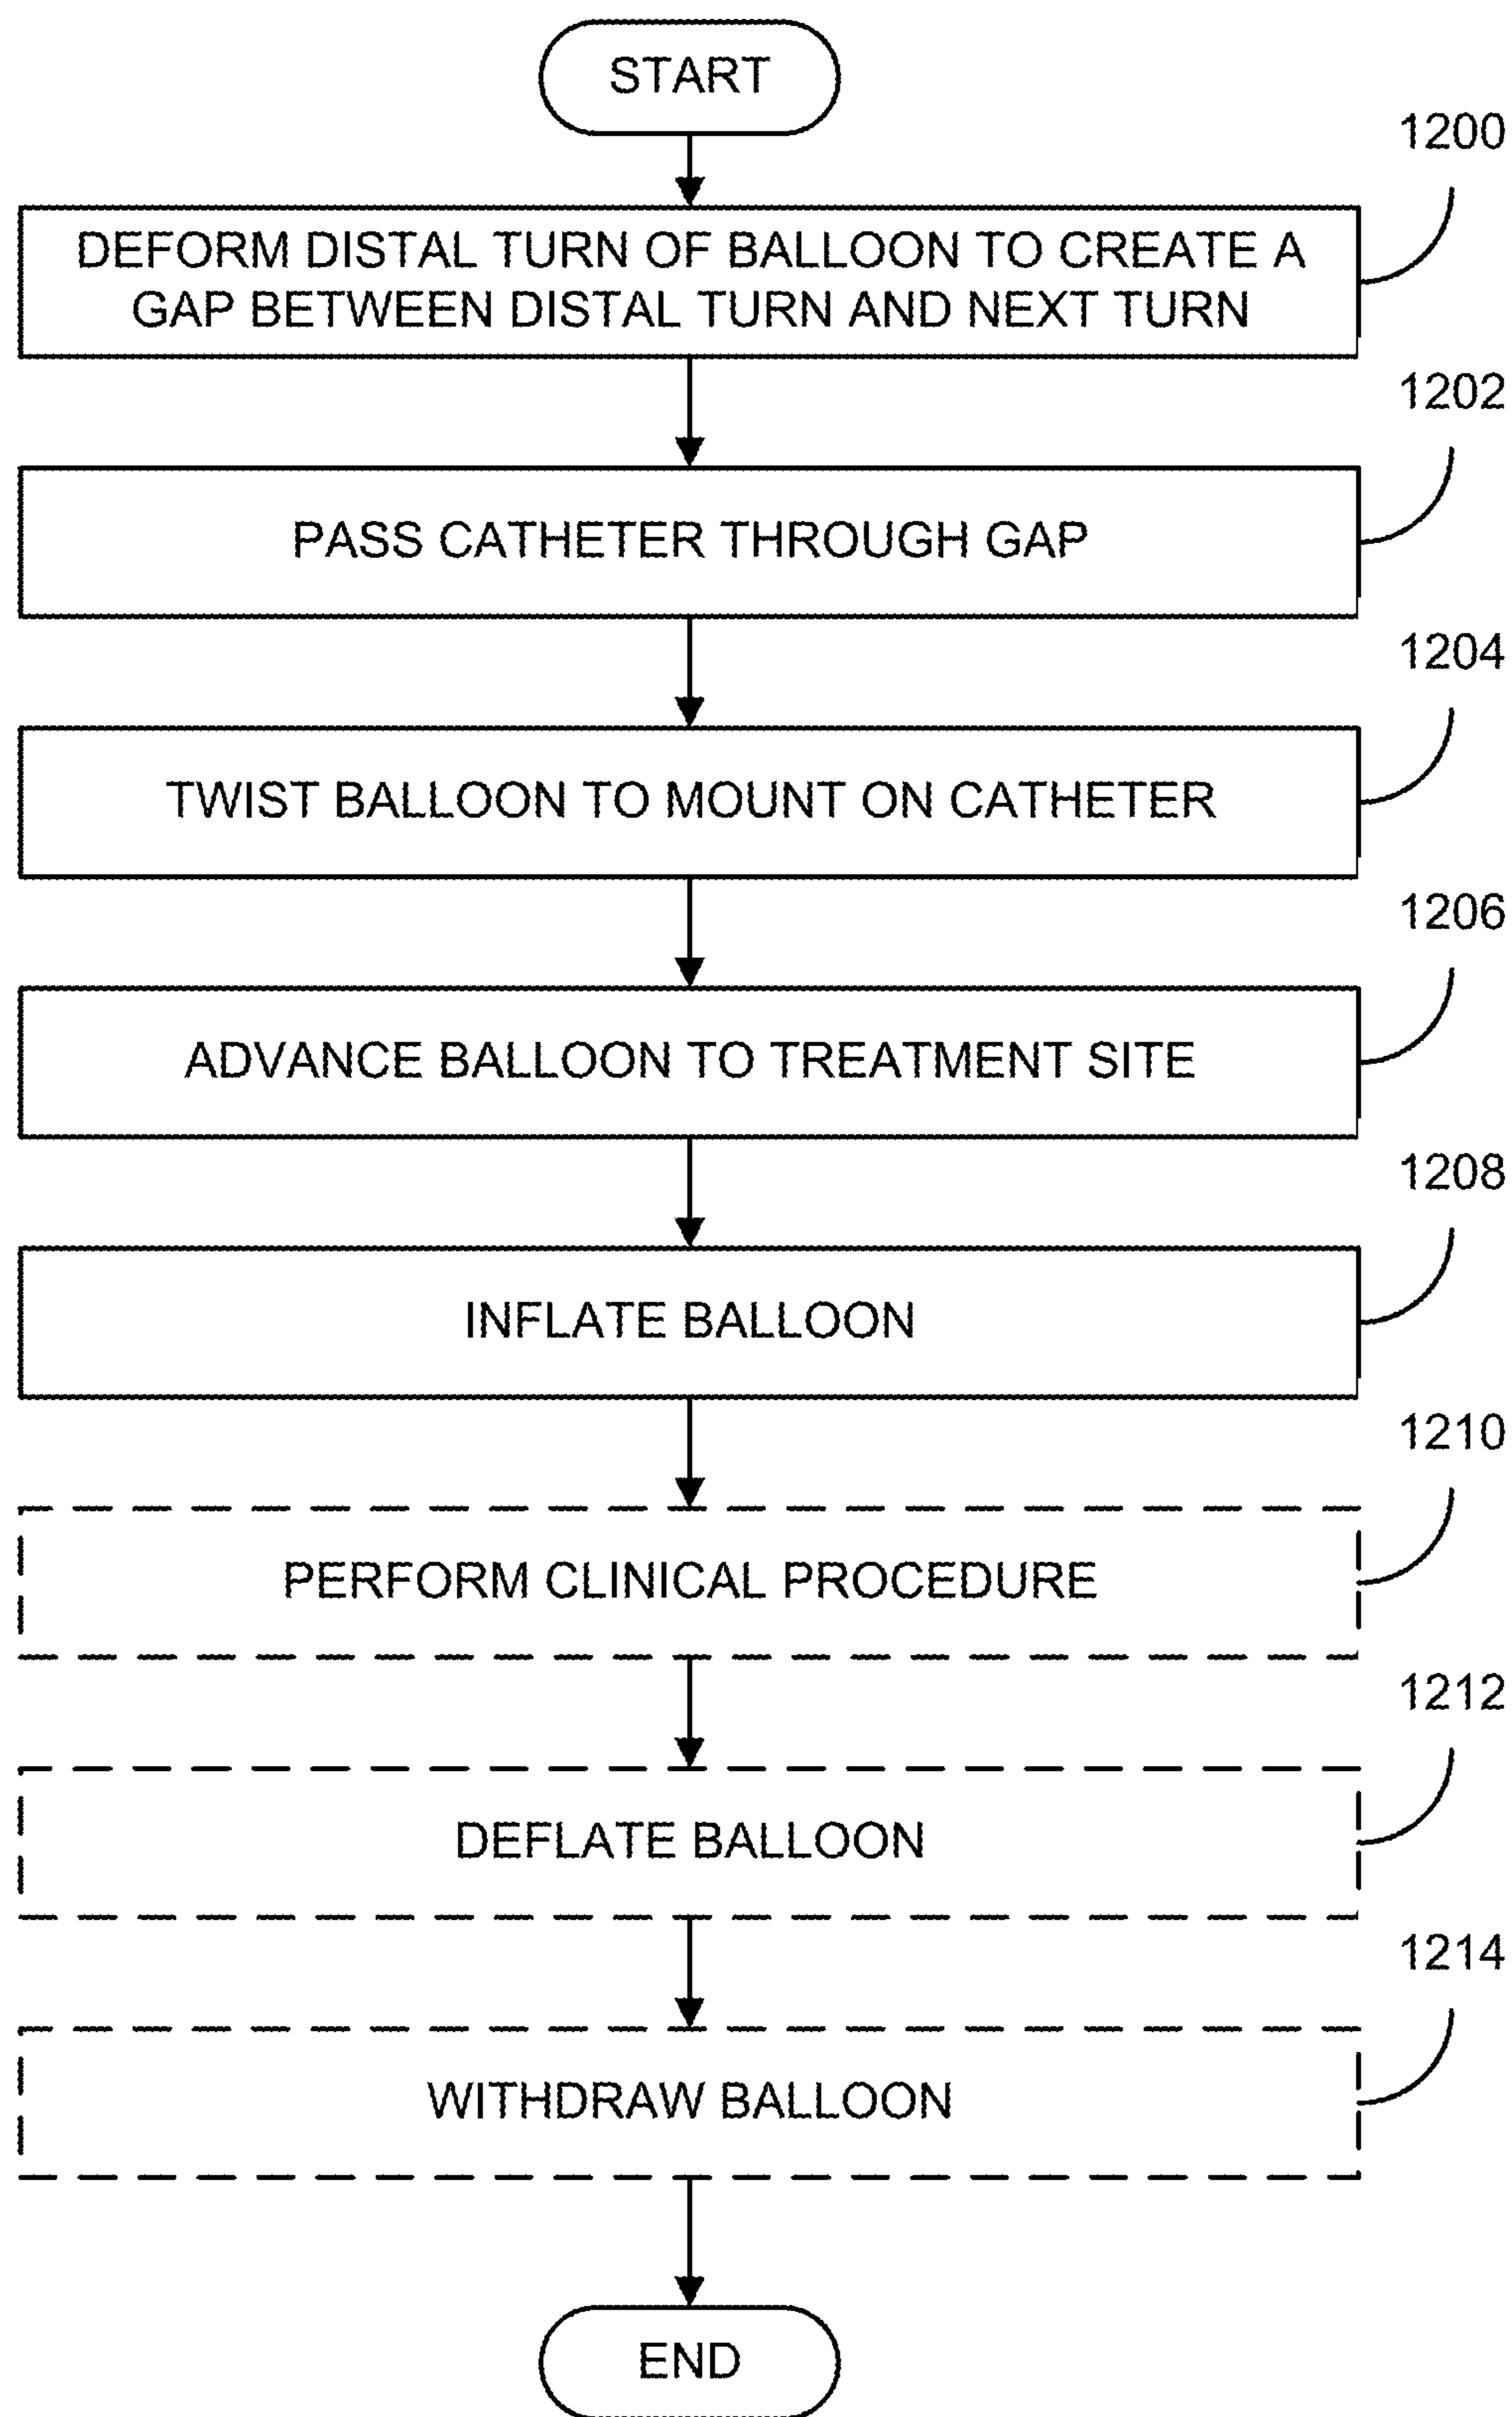 START
1200
DEFORM DISTAL TURN OF BALLOON TO CREATE A
GAP BETWEEN DISTAL TURN AND NEXT TURN
1202
PASS CATHETER THROUGH GAP
1204
TWIST BALLOON TO MOUNT ON CATHETER
1206
ADVANCE BALLOON TO TREATMENT SITE
1208
INFLATE BALLOON
1210
PERFORM CLINICAL PROCEDURE
1212
DEFLATE BALLOON
1214
WITHDRAW BALLOON
END